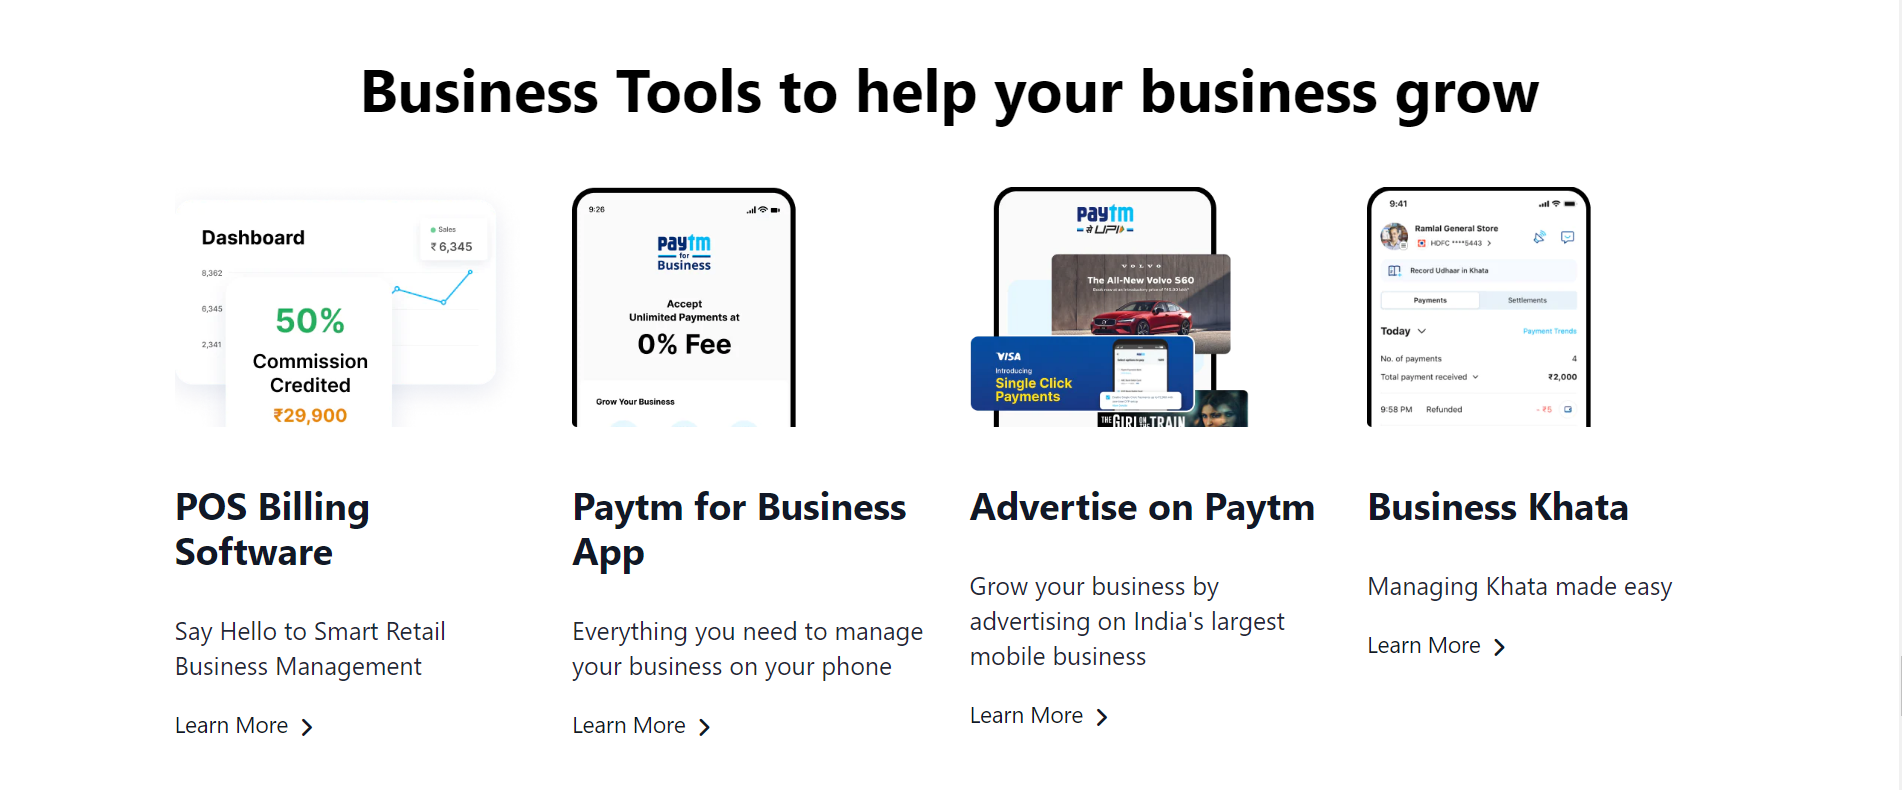 Business Tools to help your business grow
Dashboard
Sales
₹ 6,345
8,362
6,345
2,341
50%
Commission
Credited
₹29,900
9:26
paytm
for
Business
Accept
Unlimited Payments at
0% Fee
Grow Your Business
paytm
से UPI
VOLVO
The All-New Volvo S60
VISA
Introducing
Single Click
Payments
THE GIRL ON THE TRAIN
9:41
Ramlal General Store
HDFC ****5443
Record Udhaar in Khata
Payments
Settlements
Today
Payment Trends
No. of payments
4
Total payment received
₹2,000
9:58 PM
Refunded
- ₹5
POS Billing
Software
Say Hello to Smart Retail
Business Management
Learn More
Paytm for Business
App
Everything you need to manage
your business on your phone
Learn More
Advertise on Paytm
Grow your business by
advertising on India's largest
mobile business
Learn More
Business Khata
Managing Khata made easy
Learn More